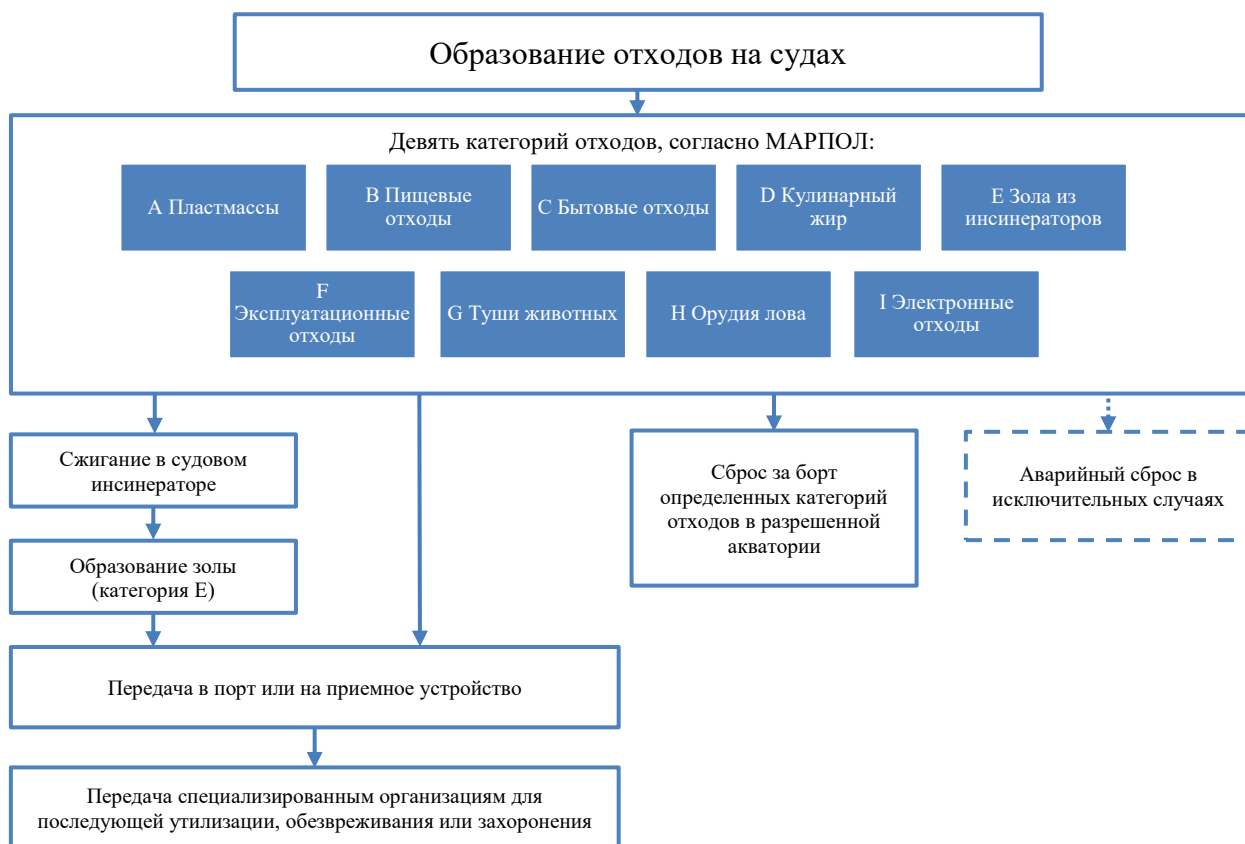 Образование отходов на судах
Девять категорий отходов, согласно МАРПОЛ:
A Пластмассы
B Пищевые
отходы
C Бытовые отходы
D Кулинарный
жир
E Зола из
инсинераторов
F
Эксплуатационные
отходы
G Туши животных
H Орудия лова
I Электронные
отходы
Сжигание в судовом
инсинераторе
Сброс за борт
определенных категорий
отходов в разрешенной
акватории
Аварийный сброс в
исключительных случаях
Образование золы
(категория Е)
Передача в порт или на приемное устройство
Передача специализированным организациям для
последующей утилизации, обезвреживания или захоронения